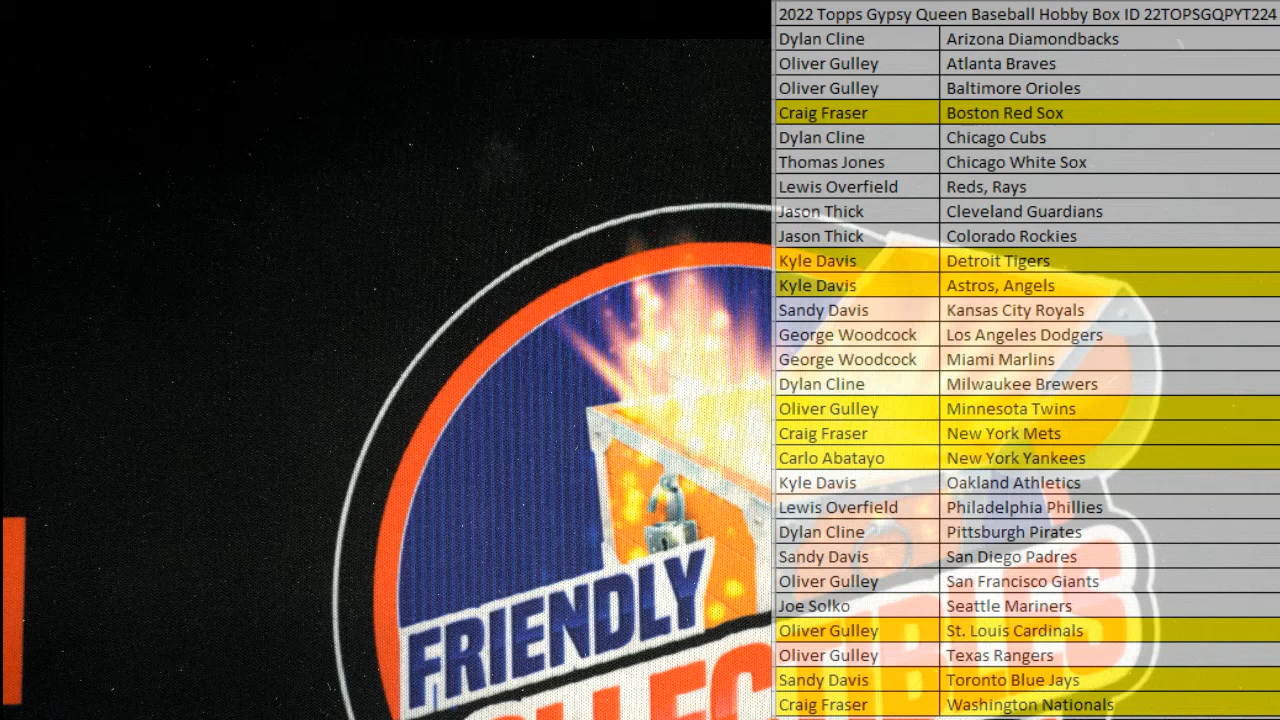 2022 Topps Gypsy Queen Baseball Hobby Box ID 22TOPSGQPYT224
Dylan Cline Arizona Diamondbacks
Oliver Gulley Atlanta Braves
Oliver Gulley Baltimore Orioles
Craig Fraser Boston Red Sox
Dylan Cline Chicago Cubs
Thomas Jones Chicago White Sox
Lewis Overfield Reds, Rays
Jason Thick Cleveland Guardians
Jason Thick Colorado Rockies
Kyle Davis Detroit Tigers
Kyle Davis Astros, Angels
Sandy Davis Kansas City Royals
George Woodcock Los Angeles Dodgers
George Woodcock Miami Marlins
Dylan Cline Milwaukee Brewers
Oliver Gulley Minnesota Twins
Craig Fraser New York Mets
Carlo Abatayo New York Yankees
Kyle Davis Oakland Athletics
Lewis Overfield Philadelphia Phillies
Dylan Cline Pittsburgh Pirates
Sandy Davis San Diego Padres
Oliver Gulley San Francisco Giants
Joe Solko Seattle Mariners
Oliver Gulley St. Louis Cardinals
Oliver Gulley Texas Rangers
Sandy Davis Toronto Blue Jays
Craig Fraser Washington Nationals
FRIENDLY